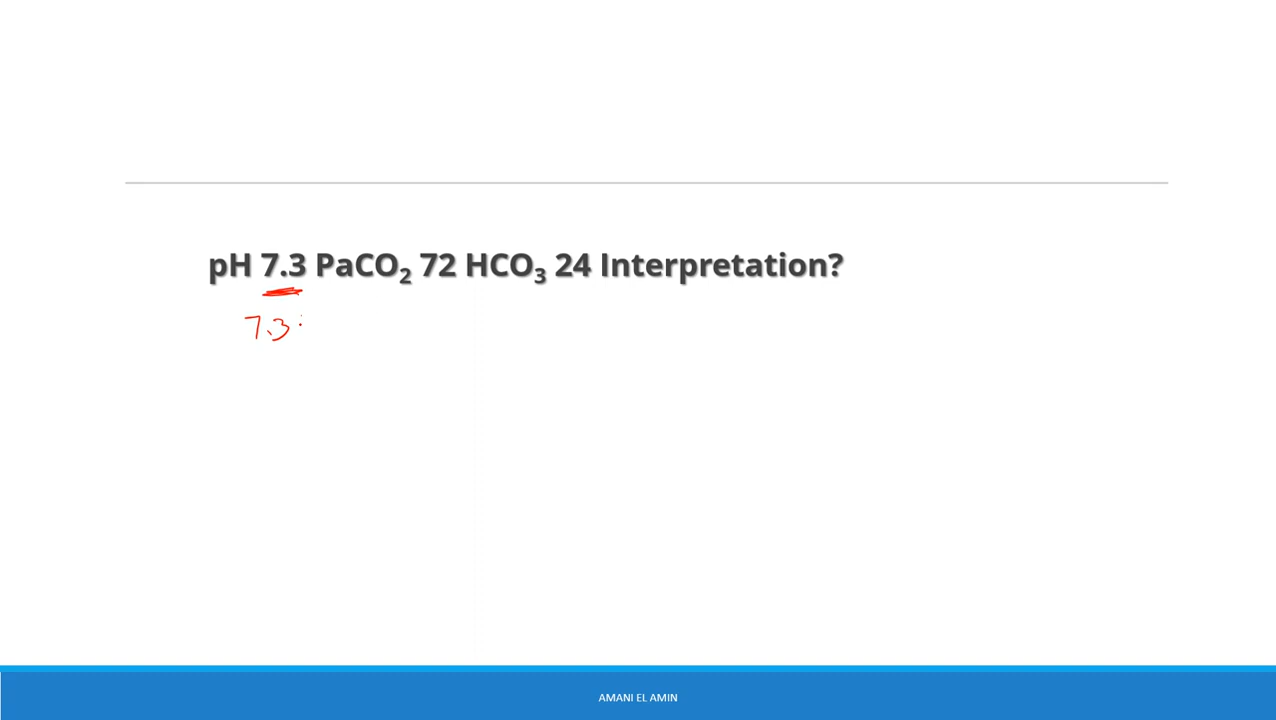 pH 7.3 PaCO₂ 72 HCO₃ 24 Interpretation?
7.3
AMANI EL AMIN